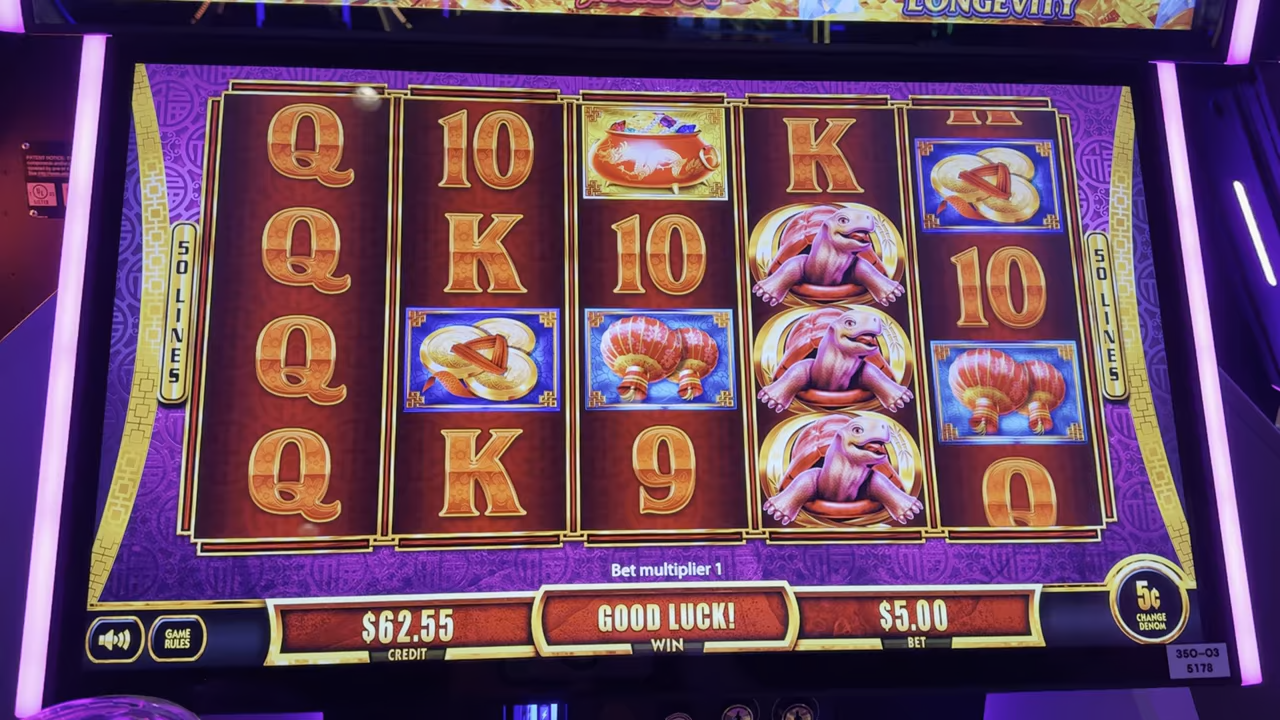 LONGEVITY
Q 10 K
Q K 10 10
Q
K 9 Q
Q
50 LINES
50 LINES
Bet multiplier 1
$62.55
CREDIT
GOOD LUCK!
WIN
$5.00
BET
5¢
CHANGE
DENOM
GAME
RULES
350-03
5178